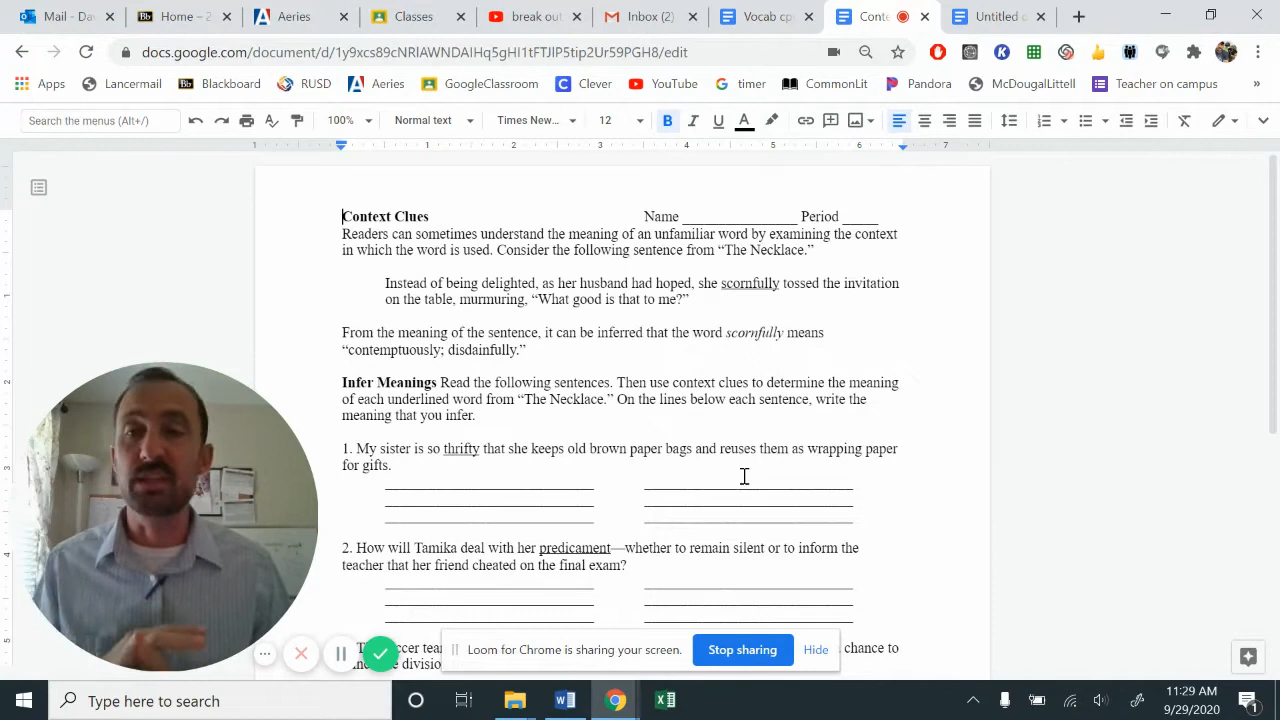 Mail - Da
Home – 2
Aeries
Classes
break out
Inbox (2)
Vocab
Conte
Untitled
docs.google.com/document/d/1y9xcs89cNRIAWNDAIHq5gHI1tFTJlP5tip2Ur59PGH8/edit
Apps
Lancermail
Blackboard
RUSD
Aeries
GoogleClassroom
Clever
YouTube
timer
CommonLit
Pandora
McDougalLittell
Teacher on campus
Search the menus (Alt+/)
100%
Normal text
Times New...
12
1 1 2 3 4 5 6 7
Context Clues Name ________________ Period _____
Readers can sometimes understand the meaning of an unfamiliar word by examining the context
in which the word is used. Consider the following sentence from “The Necklace.”
Instead of being delighted, as her husband had hoped, she scornfully tossed the invitation
on the table, murmuring, “What good is that to me?”
From the meaning of the sentence, it can be inferred that the word scornfully means
“contemptuously; disdainfully.”
Infer Meanings Read the following sentences. Then use context clues to determine the meaning
of each underlined word from “The Necklace.” On the lines below each sentence, write the
meaning that you infer.
1. My sister is so thrifty that she keeps old brown paper bags and reuses them as wrapping paper
for gifts.
2. How will Tamika deal with her predicament—whether to remain silent or to inform the
teacher that her friend cheated on the final exam?
chance to
Loom for Chrome is sharing your screen.
Stop sharing
Hide
Type here to search
11:29 AM
9/29/2020